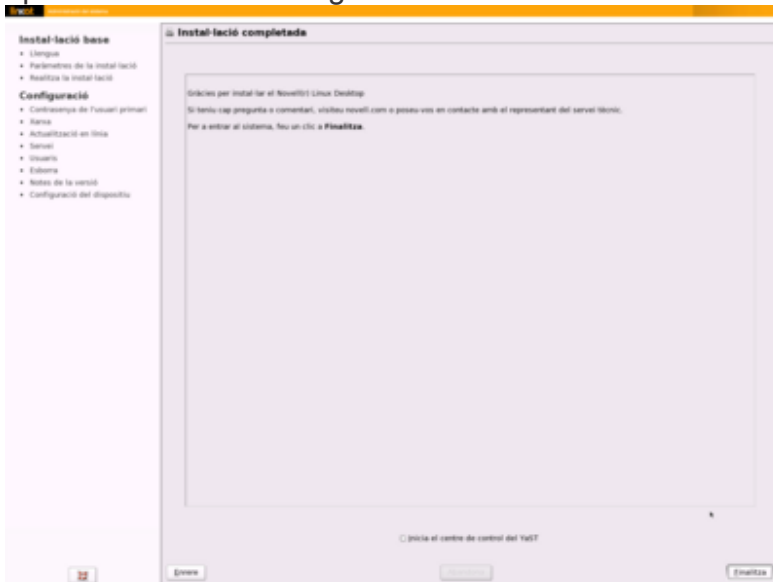 Instal·lació base
Llengua
Paràmetres de la instal·lació
Realitza la instal·lació
Configuració
Contrasenya de l'usuari primari
Xarxa
Actualització en línia
Servei
Usuaris
Esborra
Notes de la versió
Configuració del dispositiu
Instal·lació completada
Gràcies per instal·lar el Novell(r) Linux Desktop
Si teniu cap pregunta o comentari, visiteu novell.com o poseu-vos en contacte amb el representant del servei tècnic.
Per a entrar al sistema, feu un clic a Finalitza.
Inicia el centre de control del YaST
Enrere
Finalitza